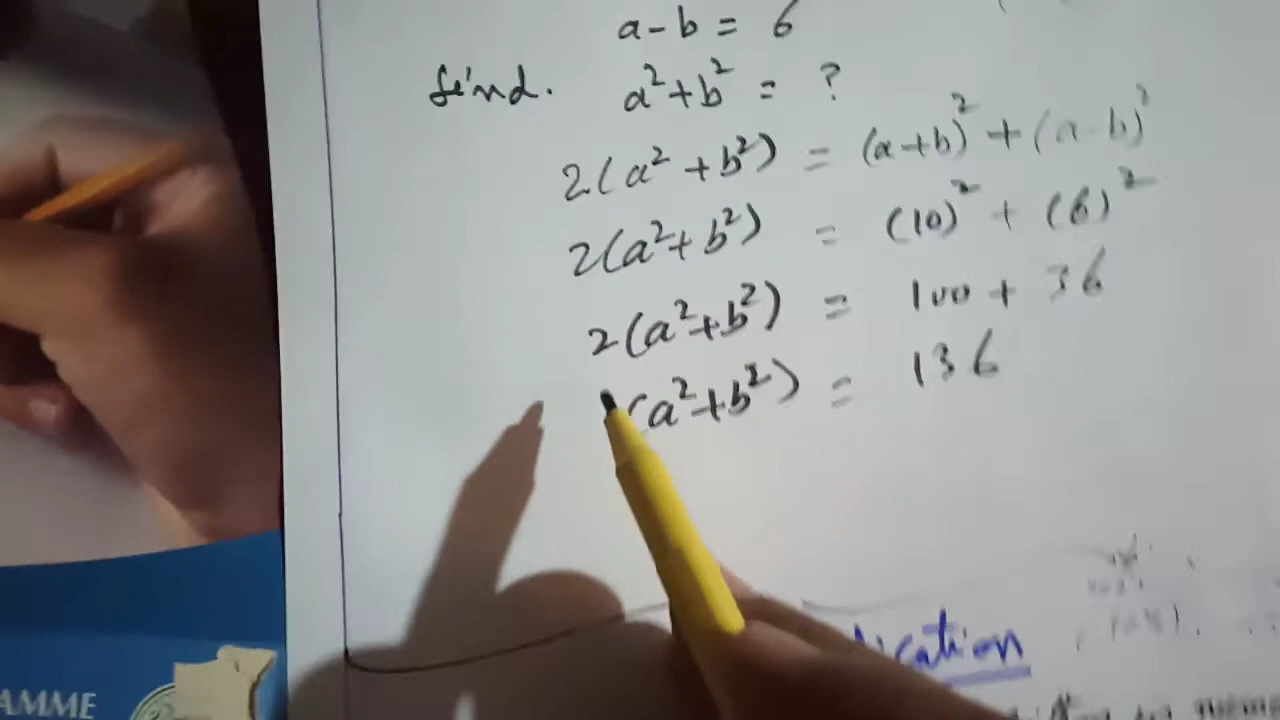 a-b = 6
find. a²+b² = ?
2(a² +b²) = (a+b)² + (a-b)²
2(a²+b²) = (10)² + (6)²
2(a²+b²) = 100 + 36
(a²+b²) = 136
ication
AMME